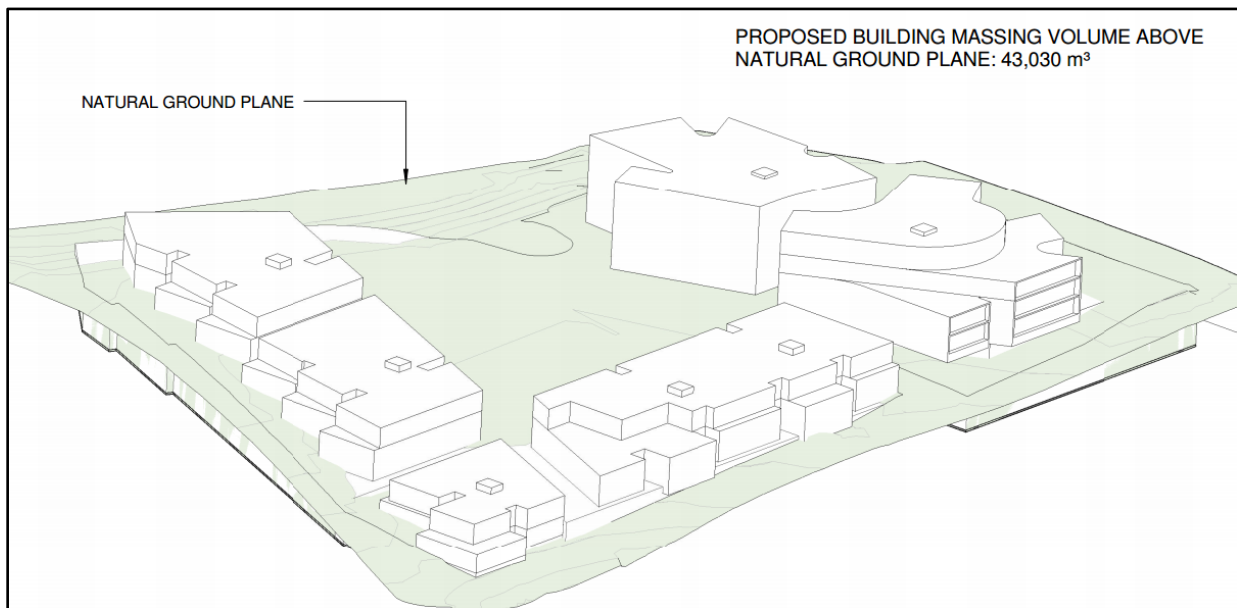 PROPOSED BUILDING MASSING VOLUME ABOVE
NATURAL GROUND PLANE: 43,030 m³
NATURAL GROUND PLANE